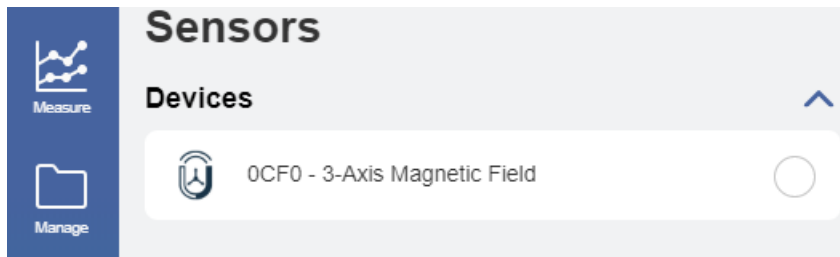 Sensors
Measure
Devices
0CF0 - 3-Axis Magnetic Field
Manage